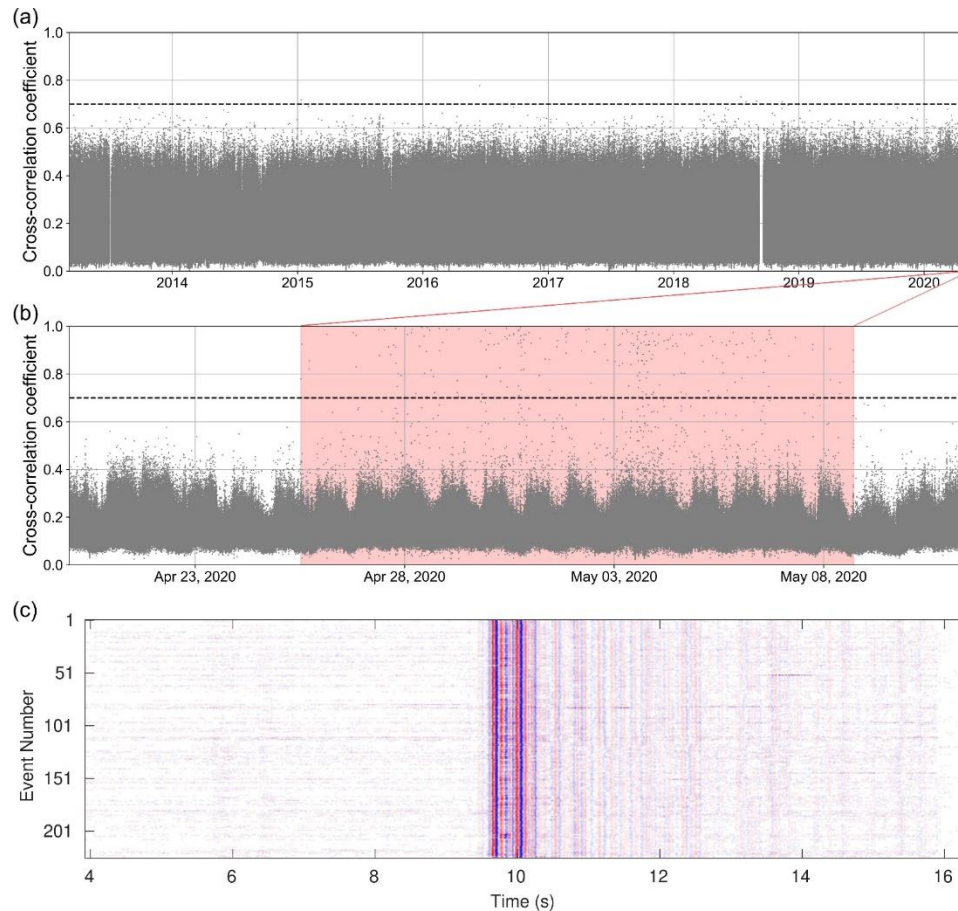 (a)
1.0
0.8
0.6
0.4
0.2
0.0
Cross-correlation coefficient
2014 2015 2016 2017 2018 2019 2020
(b)
1.0
0.8
0.6
0.4
0.2
0.0
Cross-correlation coefficient
Apr 23, 2020 Apr 28, 2020 May 03, 2020 May 08, 2020
(c)
1
51
101
151
201
Event Number
4 6 8 10 12 14 16
Time (s)